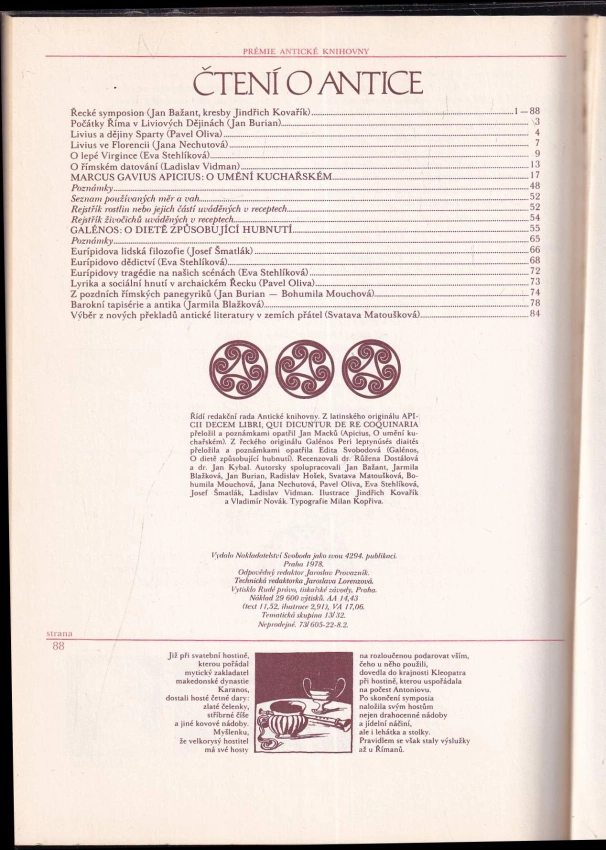 PRÉMIE ANTICKÉ KNIHOVNY
ČTENÍ O ANTICE
Řecké symposion (Jan Bažant, kresby Jindřich Kovařík) 1—88
Počátky Říma v Liviových Dějinách (Jan Burian) 3
Livius a dějiny Sparty (Pavel Oliva) 4
Livius ve Florencii (Jana Nechutová) 7
O lepé Virgince (Eva Stehlíková) 9
O římském datování (Ladislav Vidman) 13
MARCUS GAVIUS APICIUS: O UMĚNÍ KUCHAŘSKÉM 17
Poznámky 48
Seznam používaných měr a vah 52
Rejstřík rostlin nebo jejich částí uváděných v receptech 52
Rejstřík živočichů uváděných v receptech 54
GALÉNOS: O DIETĚ ZPŮSOBUJÍCÍ HUBNUTÍ 55
Poznámky 65
Eurípidova lidská filozofie (Josef Šmatlák) 66
Eurípidovo dědictví (Eva Stehlíková) 68
Eurípidovy tragédie na našich scénách (Eva Stehlíková) 72
Lyrika a sociální hnutí v archaickém Řecku (Pavel Oliva) 73
Z pozdních římských panegyriků (Jan Burian — Bohumila Mouchová) 74
Barokní tapisérie a antika (Jarmila Blažková) 78
Výběr z nových překladů antické literatury v zemích přátel (Svatava Matoušková) 84
Řídí redakční rada Antické knihovny. Z latinského originálu API-
CII DECEM LIBRI, QUI DICUNTUR DE RE COQUINARIA
přeložil a poznámkami opatřil Jan Macků (Apicius, O umění ku-
chařském). Z řeckého originálu Galénos Peri leptynúsés diaités
přeložila a poznámkami opatřila Edita Svobodová (Galénos,
O dietě způsobující hubnutí). Recenzovali dr. Růžena Dostálová
a dr. Jan Kybal. Autorsky spolupracovali Jan Bažant, Jarmila
Blažková, Jan Burian, Radislav Hošek, Svatava Matoušková, Bo-
humila Mouchová, Jana Nechutová, Pavel Oliva, Eva Stehlíková,
Josef Šmatlák, Ladislav Vidman. Ilustrace Jindřich Kovařík
a Vladimír Novák. Typografie Milan Kopřiva.
Vydalo Nakladatelství Svoboda jako svou 4294. publikaci.
Praha 1978.
Odpovědný redaktor Jaroslav Provazník.
Technická redaktorka Jaroslava Lorenzová.
Vytisklo Rudé právo, tiskařské závody, Praha.
Náklad 29 600 výtisků. AA 14,43
(text 11,52, ilustrace 2,91), VA 17,06.
Tematická skupina 13/32.
Neprodejné. 73/605-22-8.2.
strana
88
Již při svatební hostině,
kterou pořádal
mytický zakladatel
makedonské dynastie
Karanos,
dostali hosté četné dary:
zlaté čelenky,
stříbrné číše
a jiné kovové nádoby.
Myšlenku,
že velkorysý hostitel
má své hosty
na rozloučenou podarovat vším,
čeho u něho použili,
dovedla do krajnosti Kleopatra
při hostině, kterou uspořádala
na počest Antoniovu.
Po skončení symposia
naložila svým hostům
nejen drahocenné nádoby
a jídelní náčiní,
ale i lehátka a stolky.
Pravidlem se však staly výslužky
až u Římanů.